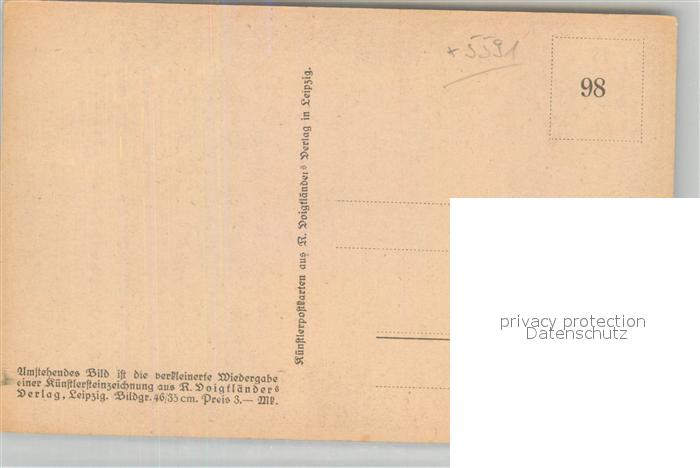 + 5591
98
Künstlerpostkarten aus R. Voigtländers Verlag in Leipzig.
privacy protection
Datenschutz
Umstehendes Bild ist die verkleinerte Wiedergabe
einer Künstlersteinzeichnung aus R. Voigtländers
Verlag, Leipzig. Bildgr. 46/35 cm. Preis 3.— Mk.